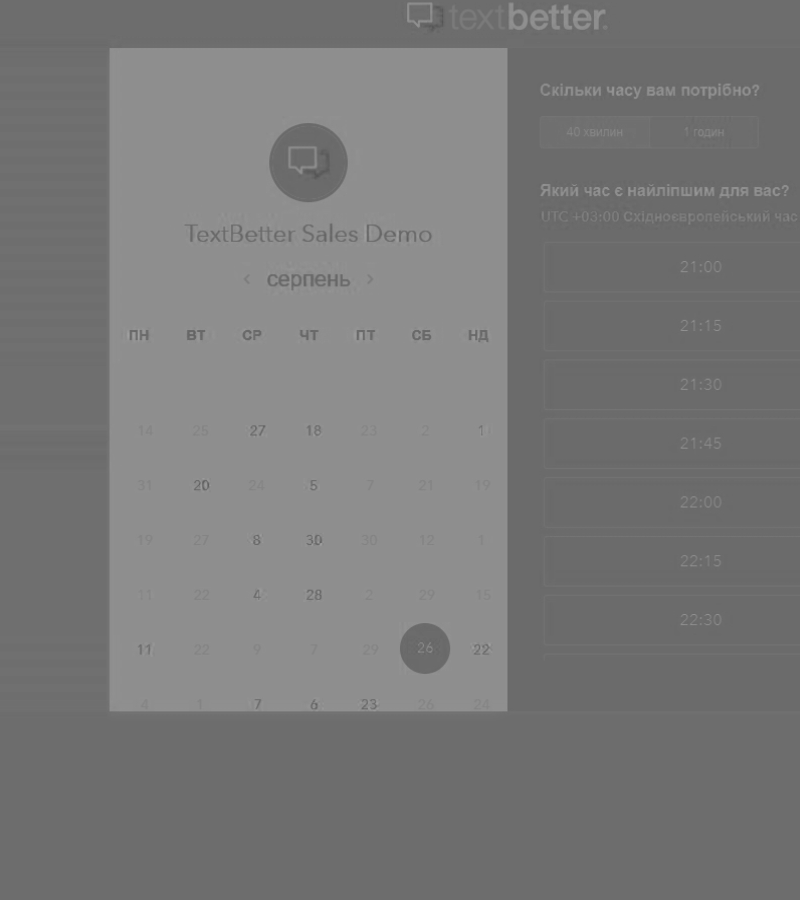 textbetter.
TextBetter Sales Demo
‹ серпень ›
ПН ВТ СР ЧТ ПТ СБ НД
14 25 27 18 23 2 1
31 20 24 5 7 21 19
19 27 8 30 30 12 1
11 22 4 28 2 29 15
11 22 9 7 29 26 22
4 1 7 6 23 26 24
Скільки часу вам потрібно?
40 хвилин 1 годин
Який час є найліпшим для вас?
UTC +03:00 Східноєвропейський час
21:00
21:15
21:30
21:45
22:00
22:15
22:30